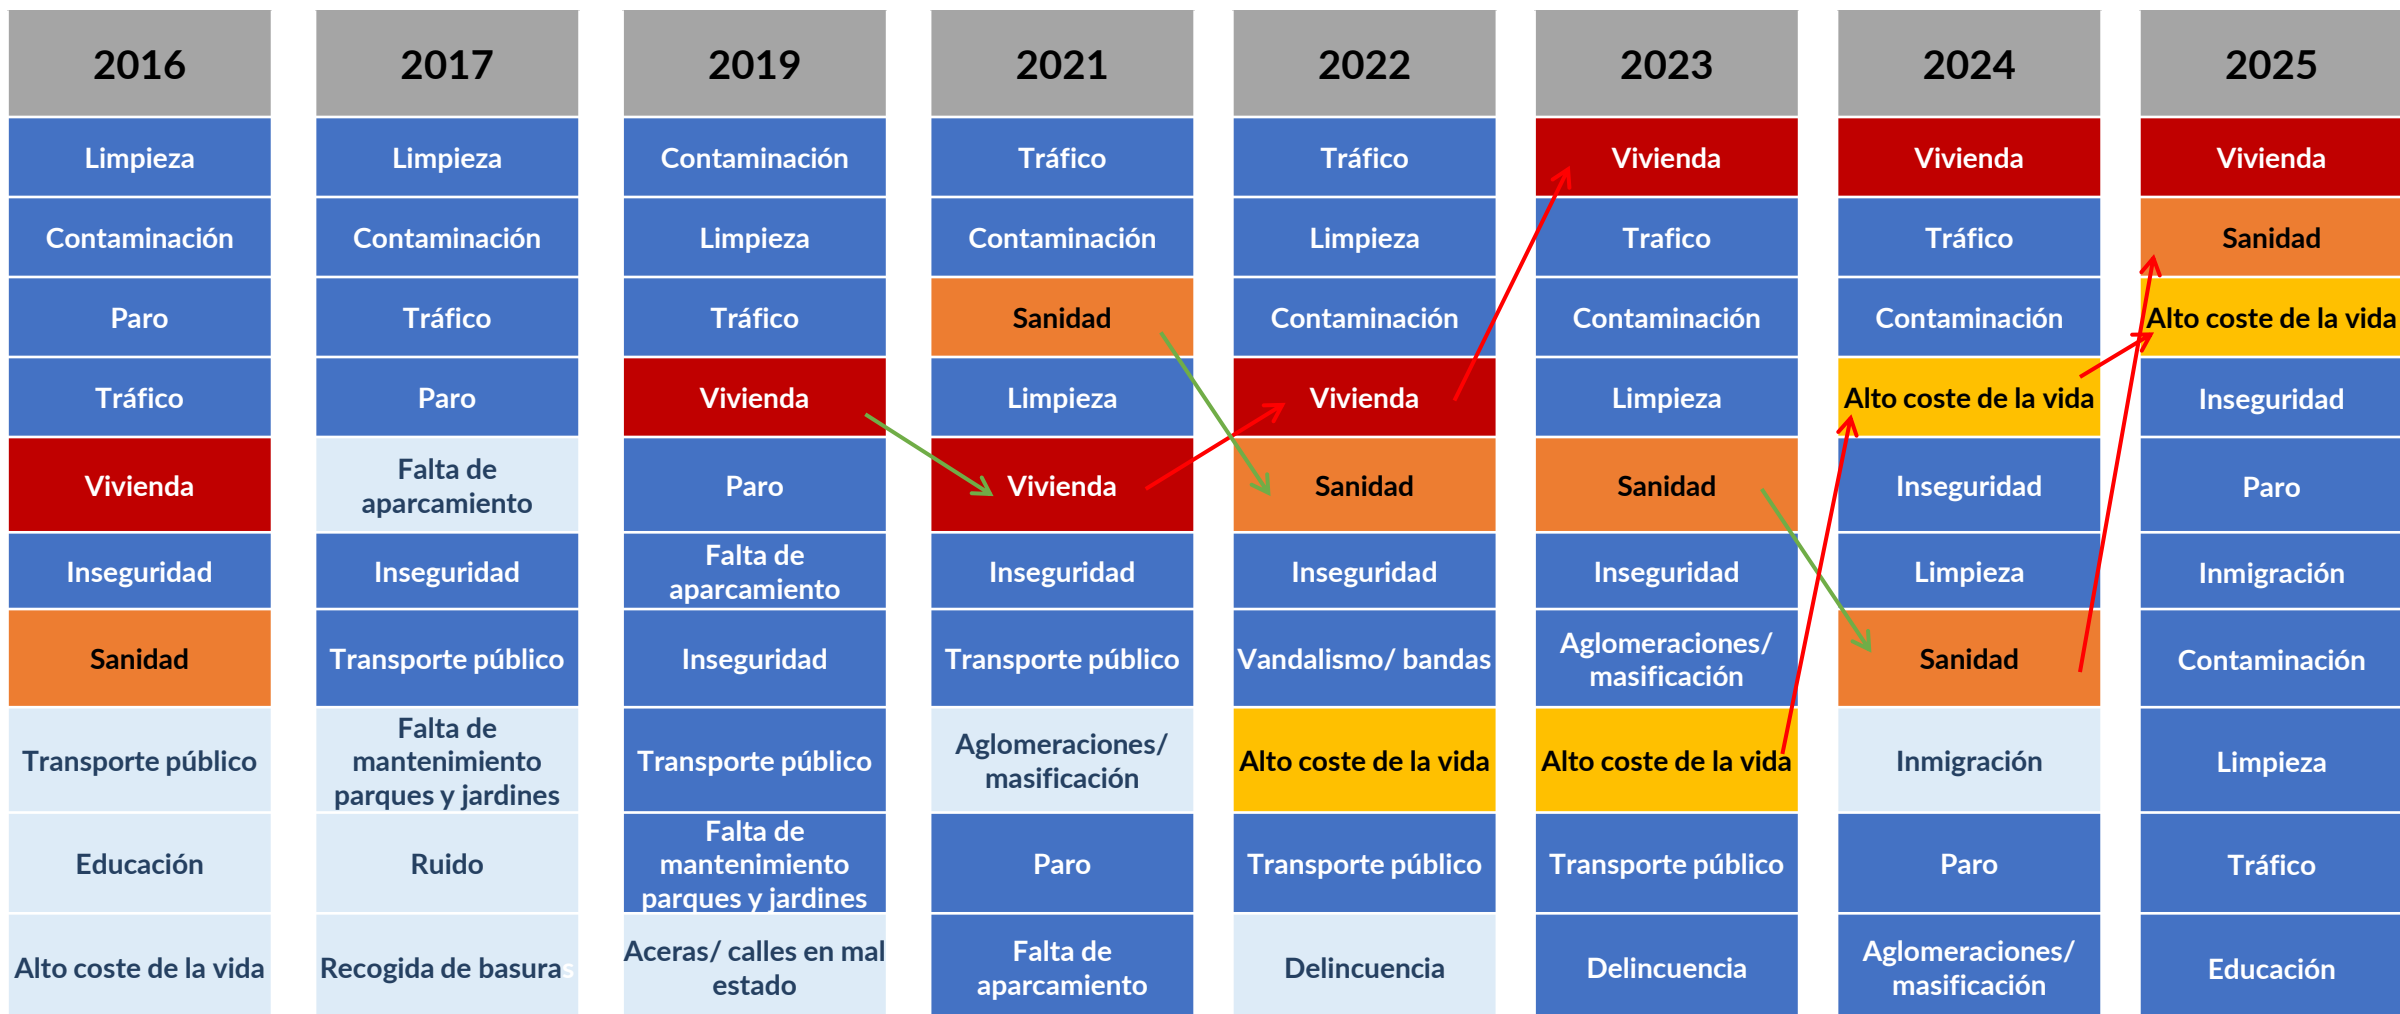 2016
2017
2019
2021
2022
2023
2024
2025
Limpieza
Limpieza
Contaminación
Tráfico
Tráfico
Vivienda
Vivienda
Vivienda
Contaminación
Contaminación
Limpieza
Contaminación
Limpieza
Trafico
Tráfico
Sanidad
Paro
Tráfico
Tráfico
Sanidad
Contaminación
Contaminación
Contaminación
Alto coste de la vida
Tráfico
Paro
Vivienda
Limpieza
Vivienda
Limpieza
Alto coste de la vida
Inseguridad
Vivienda
Falta de
aparcamiento
Paro
Vivienda
Sanidad
Sanidad
Inseguridad
Paro
Inseguridad
Inseguridad
Falta de
aparcamiento
Inseguridad
Inseguridad
Inseguridad
Limpieza
Inmigración
Sanidad
Transporte público
Inseguridad
Transporte público
Vandalismo/ bandas
Aglomeraciones/
masificación
Sanidad
Contaminación
Transporte público
Falta de
mantenimiento
parques y jardines
Transporte público
Aglomeraciones/
masificación
Alto coste de la vida
Alto coste de la vida
Inmigración
Limpieza
Educación
Ruido
Falta de
mantenimiento
parques y jardines
Paro
Transporte público
Transporte público
Paro
Tráfico
Alto coste de la vida
Recogida de basuras
Aceras/ calles en mal
estado
Falta de
aparcamiento
Delincuencia
Delincuencia
Aglomeraciones/
masificación
Educación